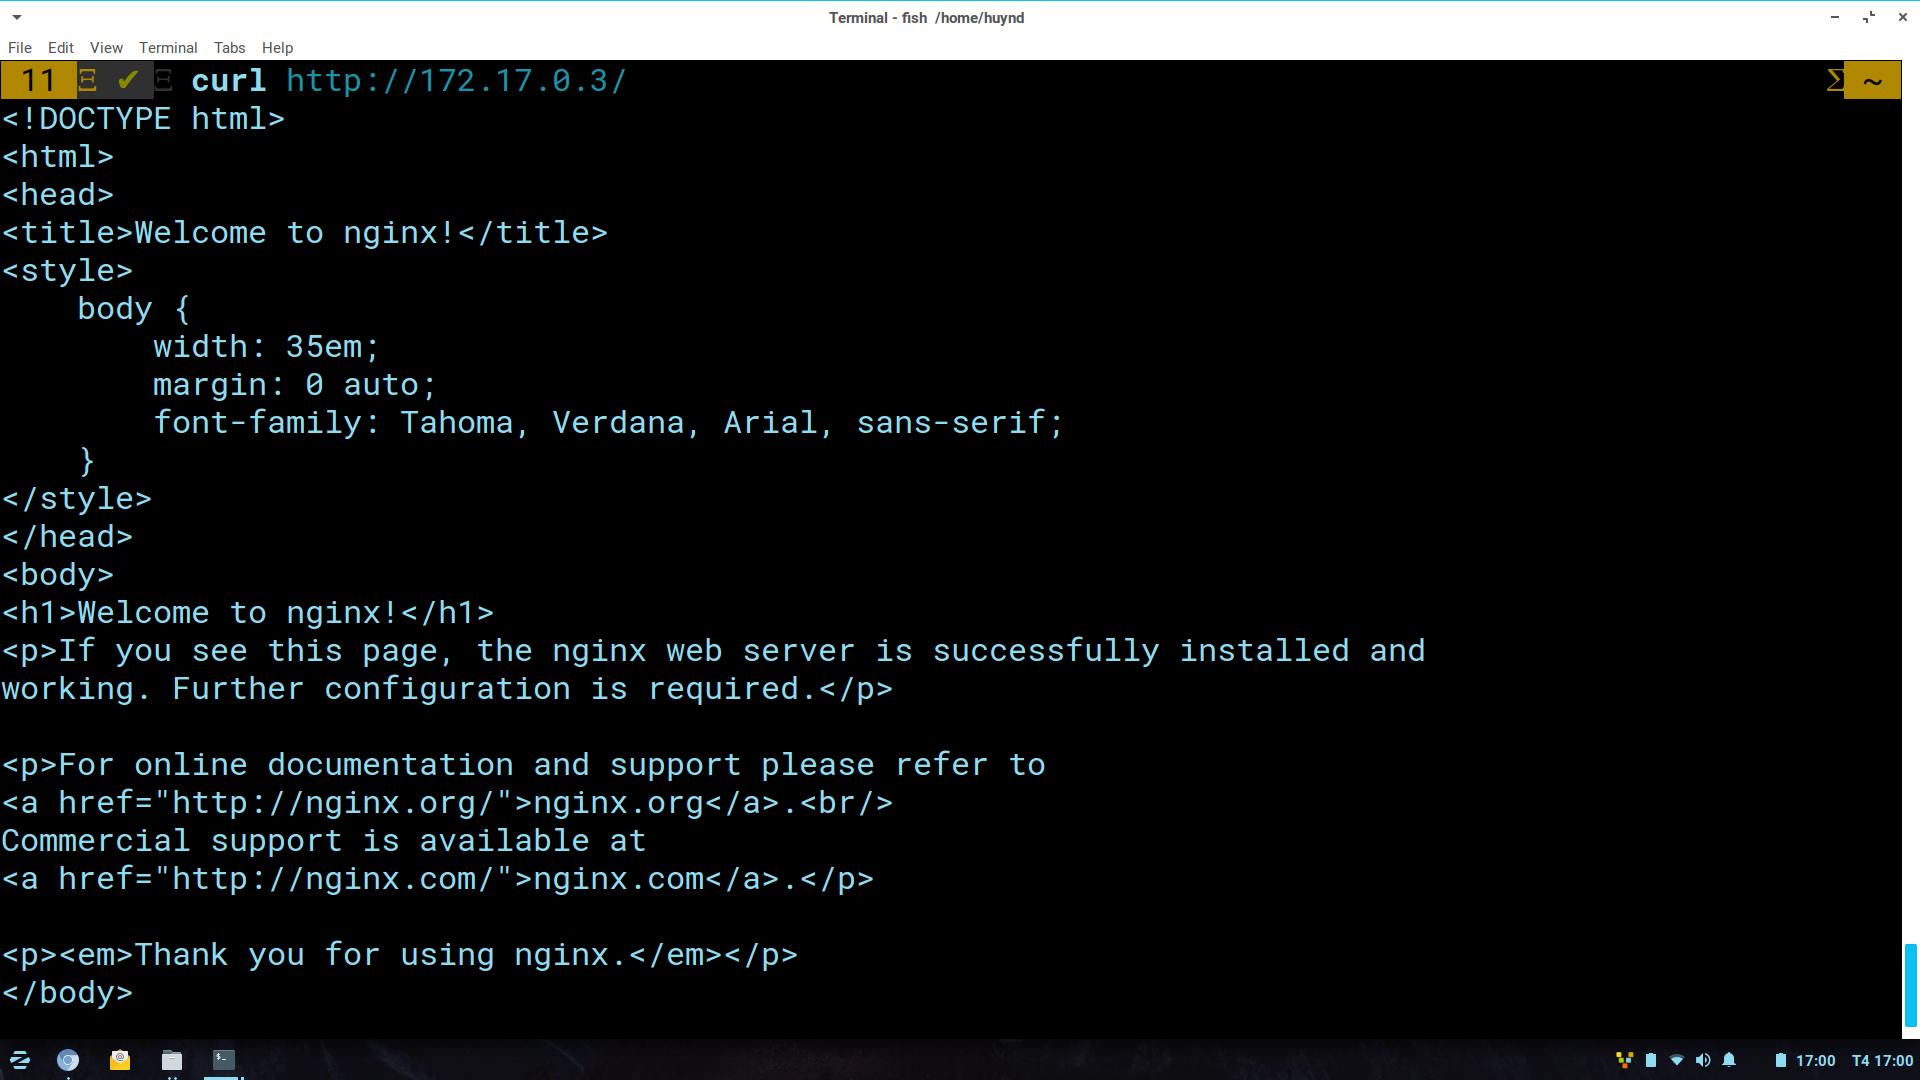 Terminal - fish /home/huynd
File Edit View Terminal Tabs Help
11 Ξ ✔ Ξ curl http://172.17.0.3/ Σ ~
<!DOCTYPE html>
<html>
<head>
<title>Welcome to nginx!</title>
<style>
    body {
        width: 35em;
        margin: 0 auto;
        font-family: Tahoma, Verdana, Arial, sans-serif;
    }
</style>
</head>
<body>
<h1>Welcome to nginx!</h1>
<p>If you see this page, the nginx web server is successfully installed and
working. Further configuration is required.</p>

<p>For online documentation and support please refer to
<a href="http://nginx.org/">nginx.org</a>.<br/>
Commercial support is available at
<a href="http://nginx.com/">nginx.com</a>.</p>

<p><em>Thank you for using nginx.</em></p>
</body>
17:00 T4 17:00